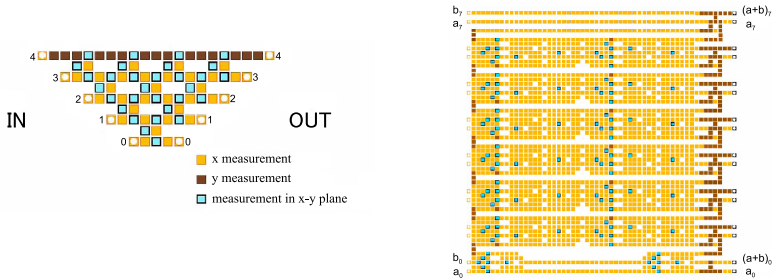 4
4
3
3
IN
2
2
OUT
1
1
0
0
x measurement
y measurement
measurement in x-y plane
b7
(a+b)7
a7
a7
b0
(a+b)0
a0
a0